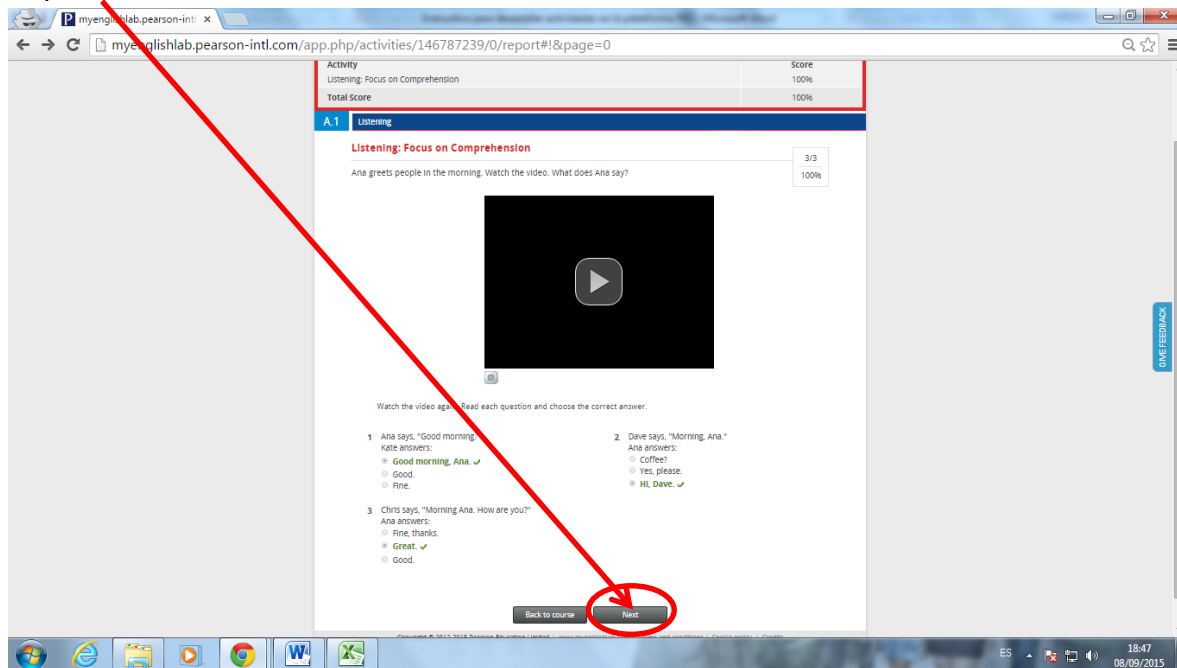 myenglishlab.pearson-intl
myenglishlab.pearson-intl.com/app.php/activities/146787239/0/report#!&page=0
Activity Score
Listening: Focus on Comprehension 100%
Total Score 100%
A.1 Listening
Listening: Focus on Comprehension
3/3
Ana greets people in the morning. Watch the video. What does Ana say?
100%
GIVE FEEDBACK
Watch the video again. Read each question and choose the correct answer.
1 Ana says, "Good morning.
Kate answers:
Good morning, Ana.
Good.
Fine.
2 Dave says, "Morning, Ana."
Ana answers:
Coffee?
Yes, please.
Hi, Dave.
3 Chris says, "Morning Ana. How are you?"
Ana answers:
Fine, thanks.
Great.
Good.
Back to course Next
ES
18:47
08/09/2015